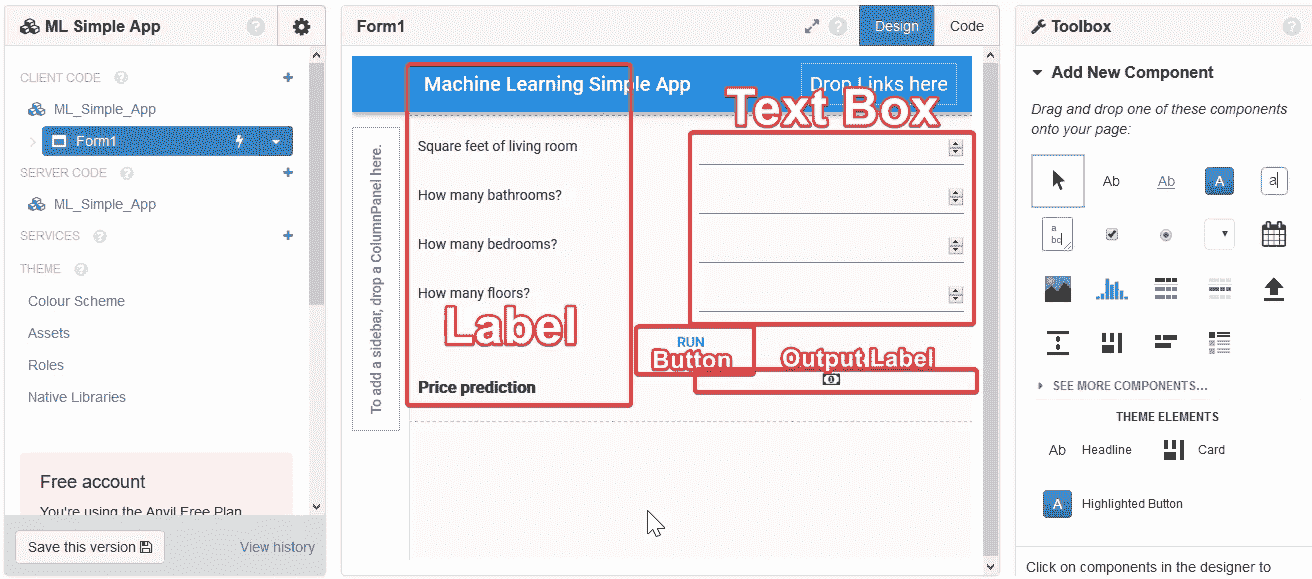 ML Simple App
?
CLIENT CODE ? +
ML_Simple_App
Form1
SERVER CODE ? +
ML_Simple_App
SERVICES ? +
THEME ?
Colour Scheme
Assets
Roles
Native Libraries
Free account
You're using the Anvil Free Plan
Save this version
View history
Form1
?
Design
Code
Machine Learning Simple App
Drop Links here
Text Box
To add a sidebar, drop a ColumnPanel here.
Square feet of living room
How many bathrooms?
How many bedrooms?
How many floors?
Label
RUN
Button
Output Label
Price prediction
Toolbox
?
Add New Component
Drag and drop one of these components
onto your page:
Ab
Ab
A
a
a
bc
SEE MORE COMPONENTS...
THEME ELEMENTS
Ab
Headline
Card
A
Highlighted Button
Click on components in the designer to